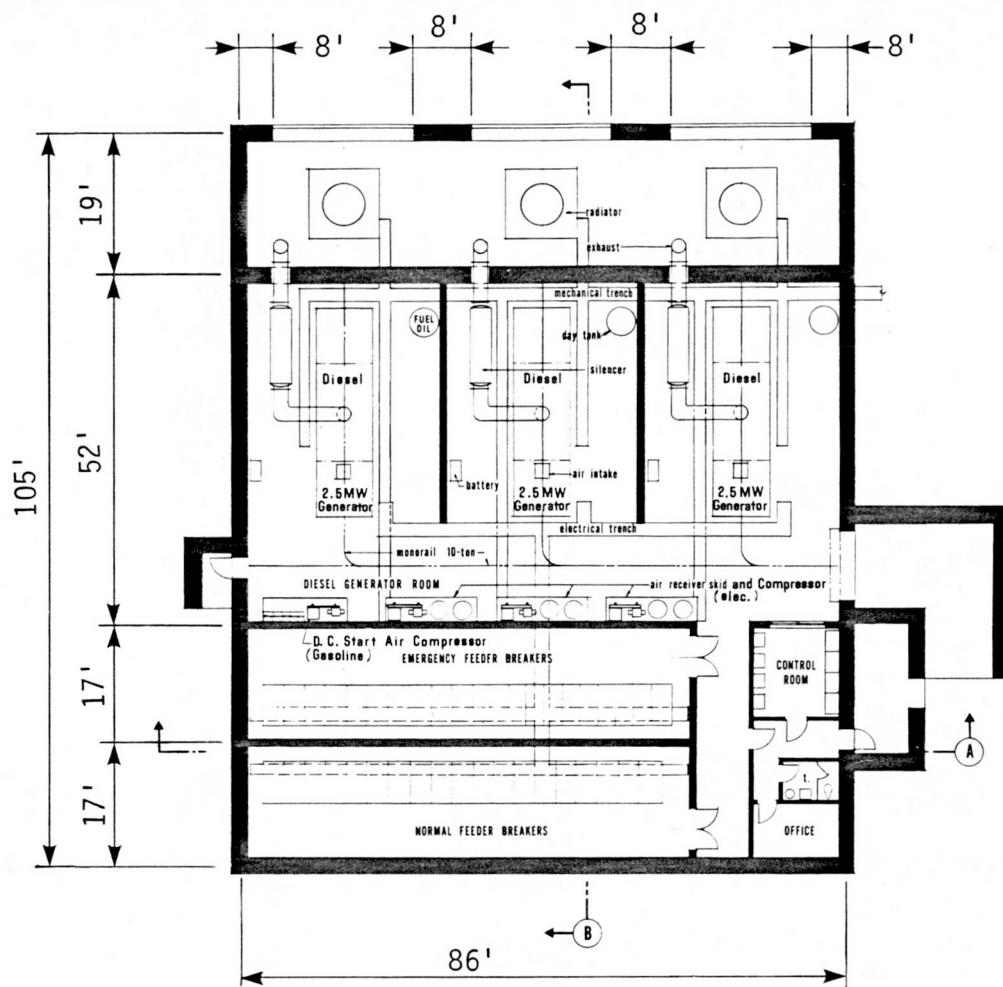 8'
8'
8'
8'
19'
radiator
exhaust
mechanical trench
FUEL
OIL
day tank
silencer
Diesel
Diesel
Diesel
105'
52'
battery
air intake
2.5MW
Generator
2.5MW
Generator
2.5MW
Generator
electrical trench
monorail 10-ton
DIESEL GENERATOR ROOM
air receiver skid and Compressor
(elec.)
D.C. Start Air Compressor
(Gasoline)
EMERGENCY FEEDER BREAKERS
CONTROL
ROOM
17'
A
t.
17'
NORMAL FEEDER BREAKERS
OFFICE
B
86'